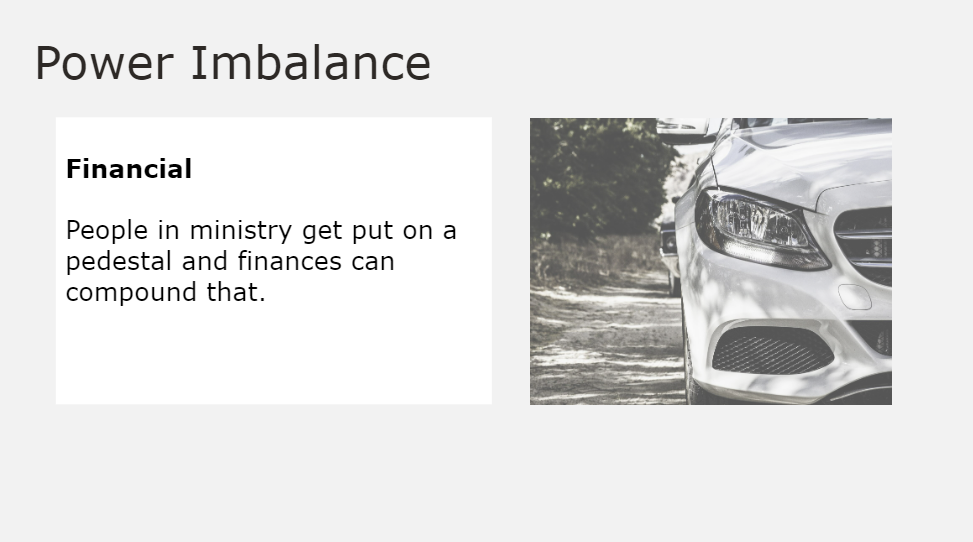 Power Imbalance
Financial
People in ministry get put on a
pedestal and finances can
compound that.